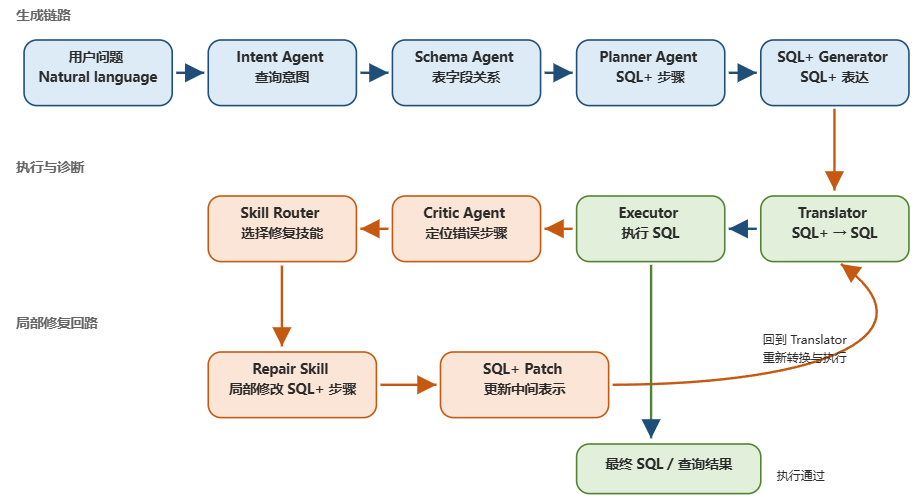 生成链路
用户问题
Natural language
Intent Agent
查询意图
Schema Agent
表字段关系
Planner Agent
SQL+ 步骤
SQL+ Generator
SQL+ 表达
执行与诊断
Skill Router
选择修复技能
Critic Agent
定位错误步骤
Executor
执行 SQL
Translator
SQL+ → SQL
局部修复回路
回到 Translator
重新转换与执行
Repair Skill
局部修改 SQL+ 步骤
SQL+ Patch
更新中间表示
最终 SQL / 查询结果
执行通过